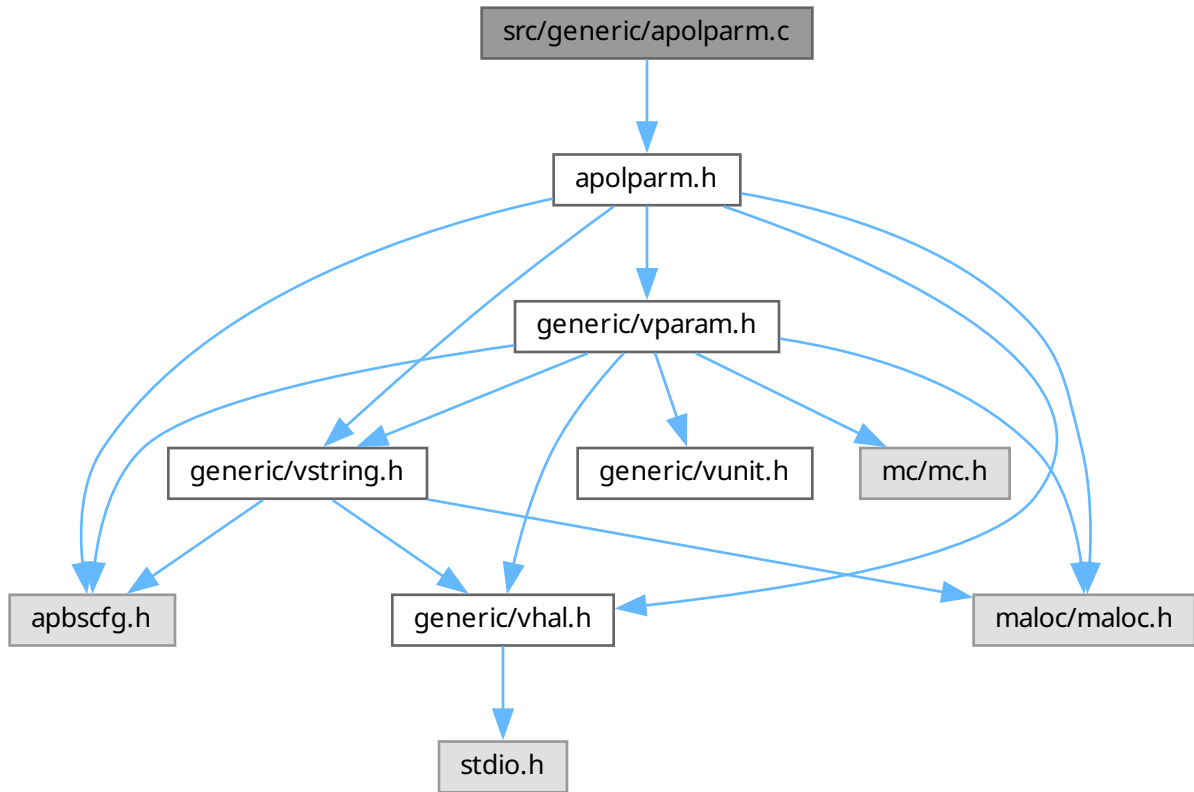 src/generic/apolparm.c
apolparm.h
generic/vparam.h
generic/vstring.h
generic/vunit.h
mc/mc.h
apbscfg.h
generic/vhal.h
maloc/maloc.h
stdio.h